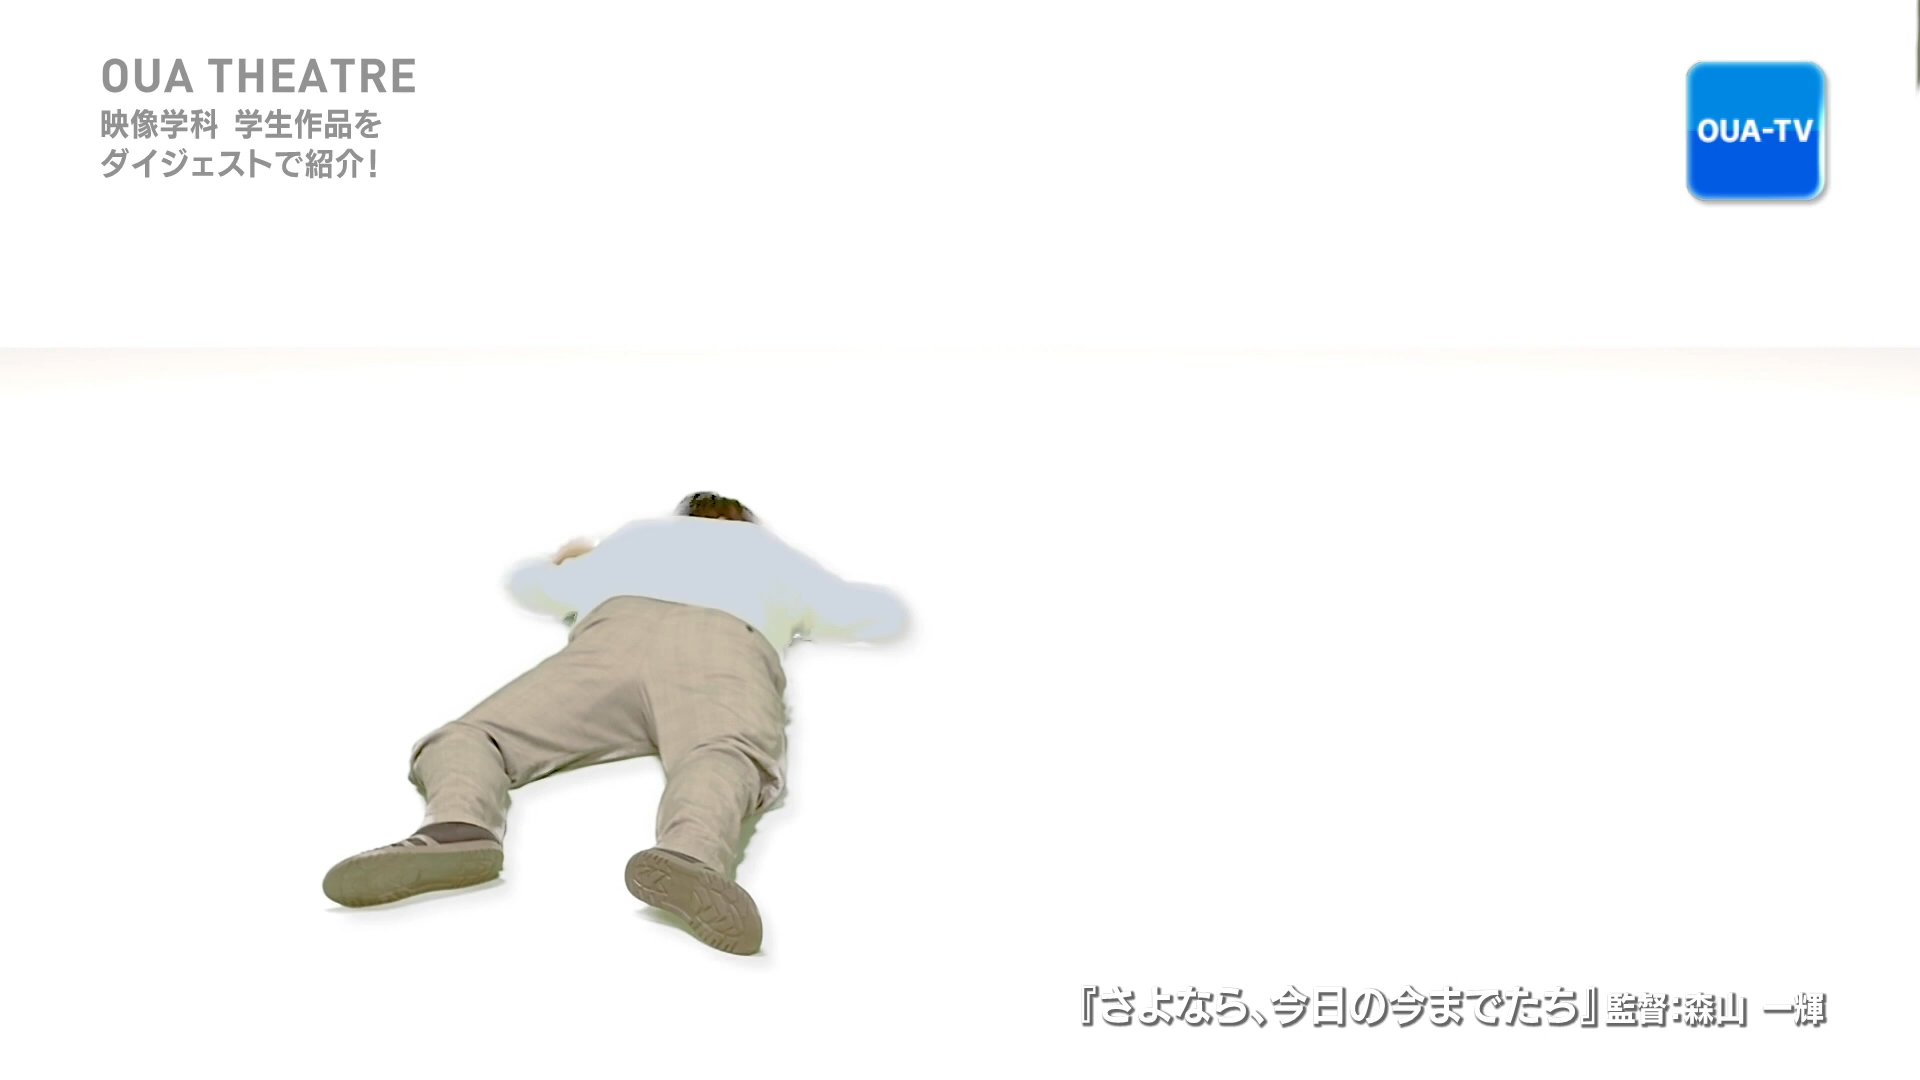 OUA THEATRE
映像学科 学生作品を
ダイジェストで紹介!
OUA-TV
『さよなら、今日の今までたち』監督:森山 一輝